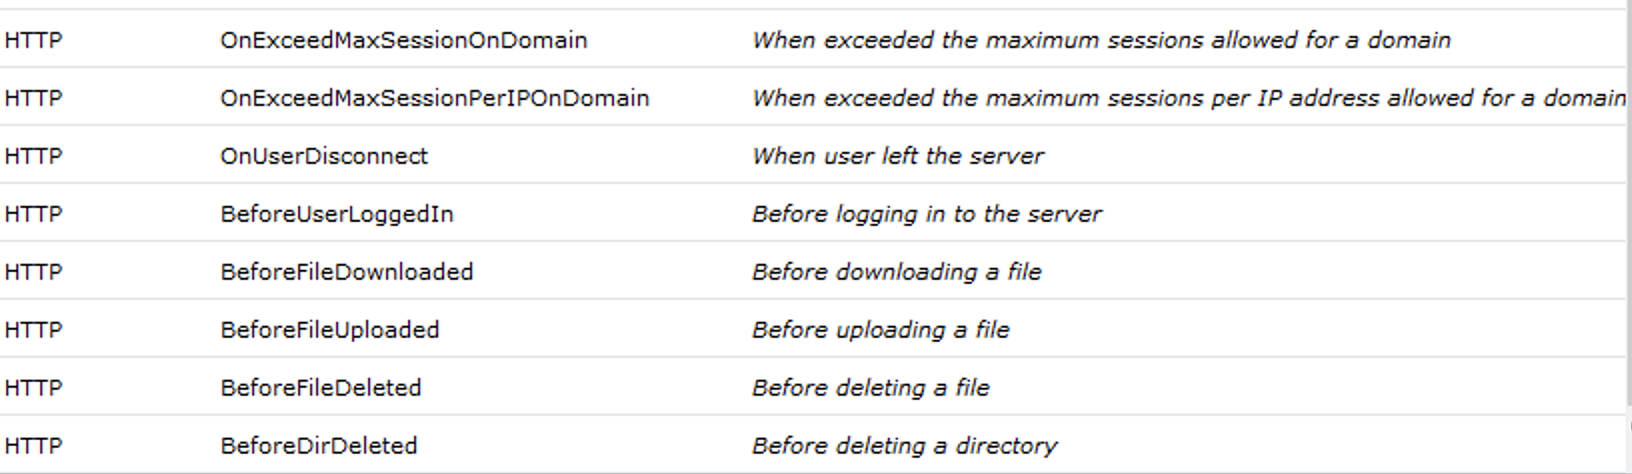 HTTP OnExceedMaxSessionOnDomain When exceeded the maximum sessions allowed for a domain
HTTP OnExceedMaxSessionPerIPOnDomain When exceeded the maximum sessions per IP address allowed for a domain
HTTP OnUserDisconnect When user left the server
HTTP BeforeUserLoggedIn Before logging in to the server
HTTP BeforeFileDownloaded Before downloading a file
HTTP BeforeFileUploaded Before uploading a file
HTTP BeforeFileDeleted Before deleting a file
HTTP BeforeDirDeleted Before deleting a directory